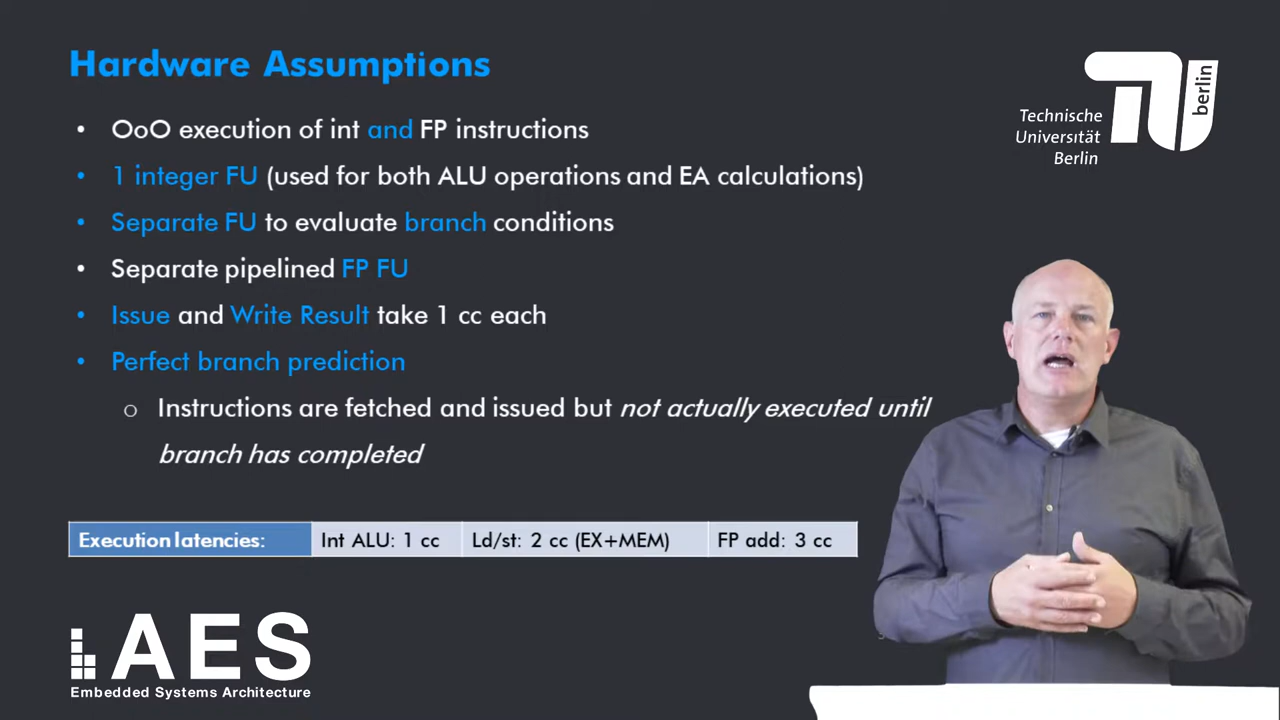 Hardware Assumptions
• OoO execution of int and FP instructions
• 1 integer FU (used for both ALU operations and EA calculations)
• Separate FU to evaluate branch conditions
• Separate pipelined FP FU
• Issue and Write Result take 1 cc each
• Perfect branch prediction
o Instructions are fetched and issued but not actually executed until
branch has completed
Execution latencies: Int ALU: 1 cc Ld/st: 2 cc (EX+MEM) FP add: 3 cc
berlin
Technische
Universität
Berlin
AES
Embedded Systems Architecture